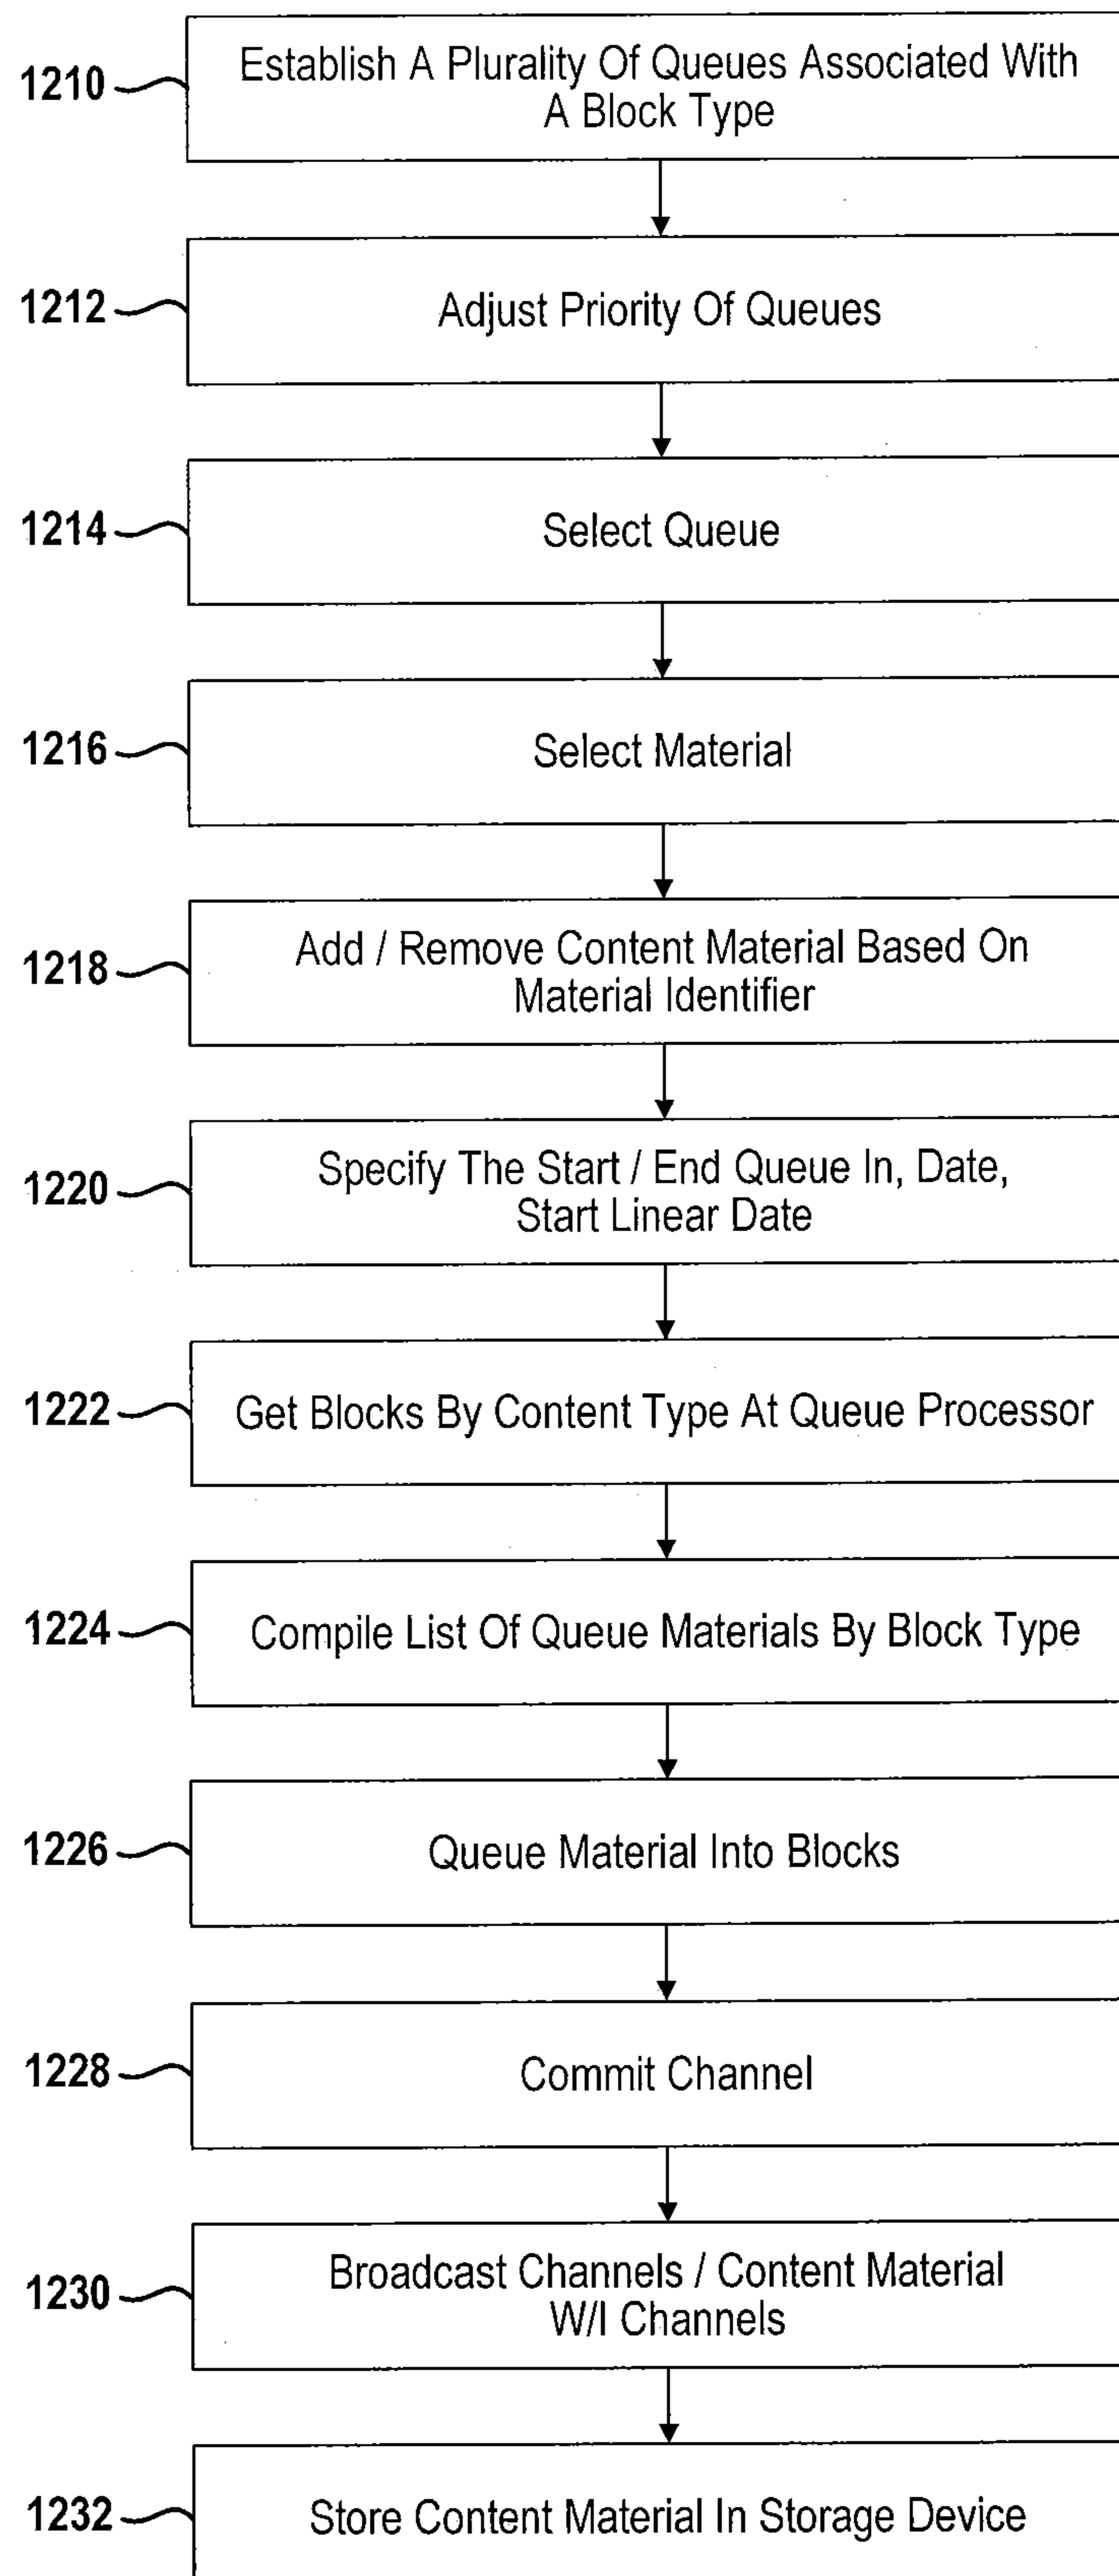 1210 Establish A Plurality Of Queues Associated With
A Block Type
1212 Adjust Priority Of Queues
1214 Select Queue
1216 Select Material
1218 Add / Remove Content Material Based On
Material Identifier
1220 Specify The Start / End Queue In, Date,
Start Linear Date
1222 Get Blocks By Content Type At Queue Processor
1224 Compile List Of Queue Materials By Block Type
1226 Queue Material Into Blocks
1228 Commit Channel
1230 Broadcast Channels / Content Material
W/I Channels
1232 Store Content Material In Storage Device